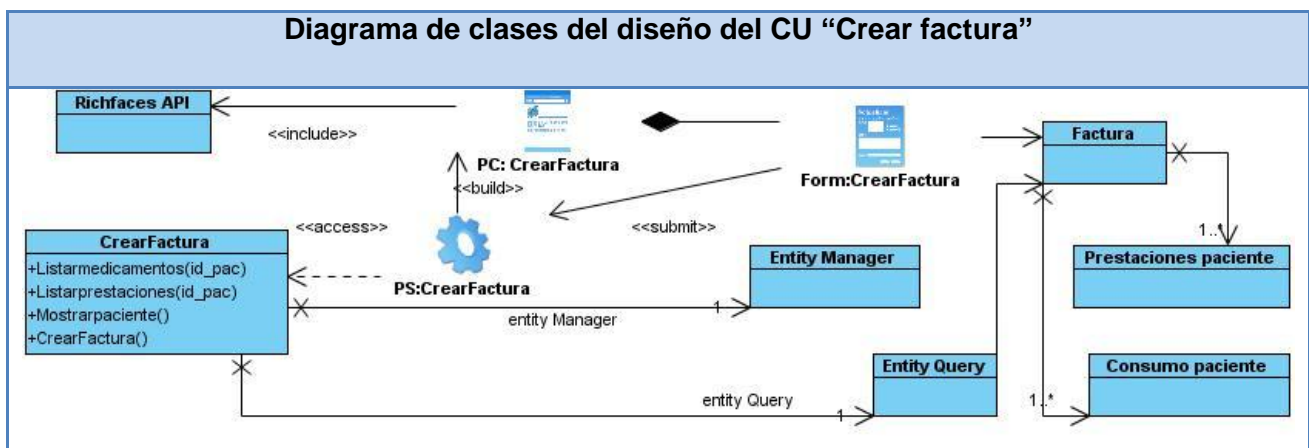 Diagrama de clases del diseño del CU “Crear factura”
Richfaces API
<<include>>
PC: CrearFactura
Form:CrearFactura
Factura
<<build>>
<<access>>
<<submit>>
1..*
CrearFactura
+Listarmedicamentos(id_pac)
+Listarprestaciones(id_pac)
+Mostrarpaciente()
+CrearFactura()
PS:CrearFactura
Entity Manager
Prestaciones paciente
1
entity Manager
Entity Query
Consumo paciente
entity Query
1
1..*